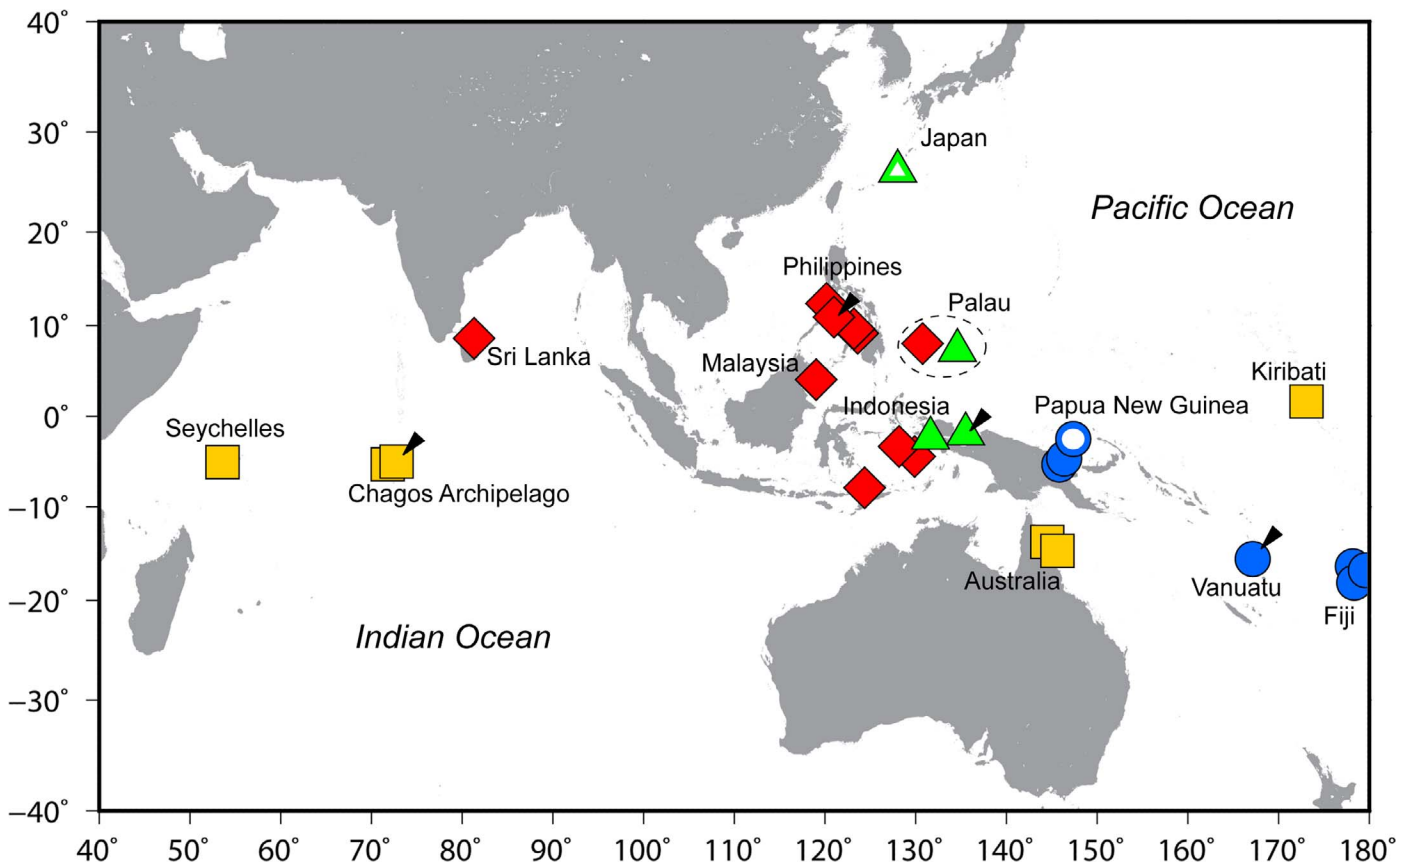 40°
30°
20°
10°
0°
−10°
−20°
−30°
−40°
Japan
Pacific Ocean
Philippines
Palau
Sri Lanka
Malaysia
Kiribati
Indonesia
Papua New Guinea
Seychelles
Chagos Archipelago
Australia
Vanuatu
Fiji
Indian Ocean
40° 50° 60° 70° 80° 90° 100° 110° 120° 130° 140° 150° 160° 170° 180°